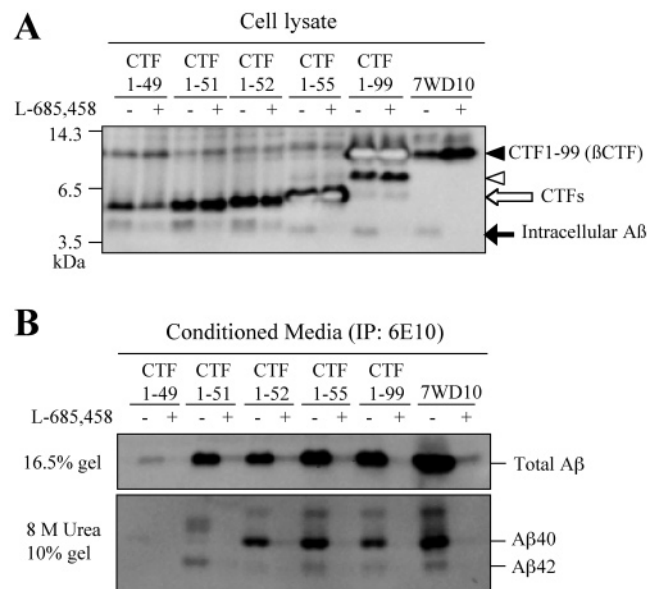 A
Cell lysate
CTF CTF CTF CTF CTF
1-49 1-51 1-52 1-55 1-99 7WD10
L-685,458 - + - + - + - + - + - +
14.3
CTF1-99 (ßCTF)
6.5
CTFs
3.5
Intracellular Aß
kDa
B
Conditioned Media (IP: 6E10)
CTF CTF CTF CTF CTF
1-49 1-51 1-52 1-55 1-99 7WD10
L-685,458 - + - + - + - + - + - +
16.5% gel
Total Aβ
8 M Urea
10% gel
Aβ40
Aβ42